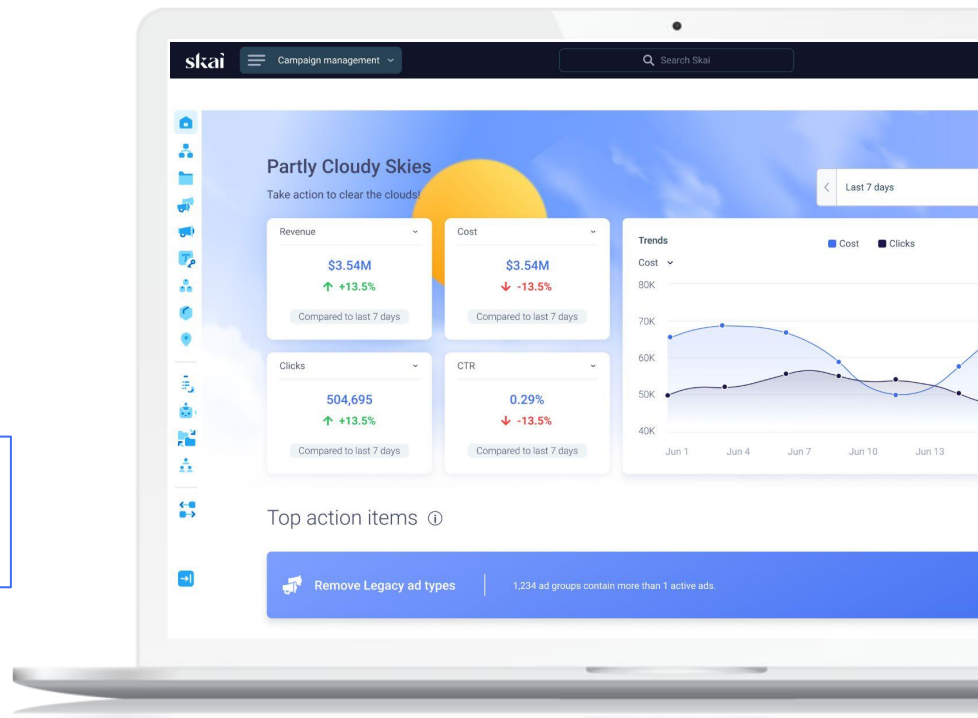 skai
Campaign management
Search Skai
Partly Cloudy Skies
Take action to clear the clouds!
Last 7 days
Revenue
$3.54M
+13.5%
Compared to last 7 days
Cost
$3.54M
-13.5%
Compared to last 7 days
Clicks
504,695
+13.5%
Compared to last 7 days
CTR
0.29%
-13.5%
Compared to last 7 days
Trends
Cost Clicks
Cost
80K
70K
60K
50K
40K
Jun 1 Jun 4 Jun 7 Jun 10 Jun 13
Top action items
Remove Legacy ad types
1,234 ad groups contain more than 1 active ads.